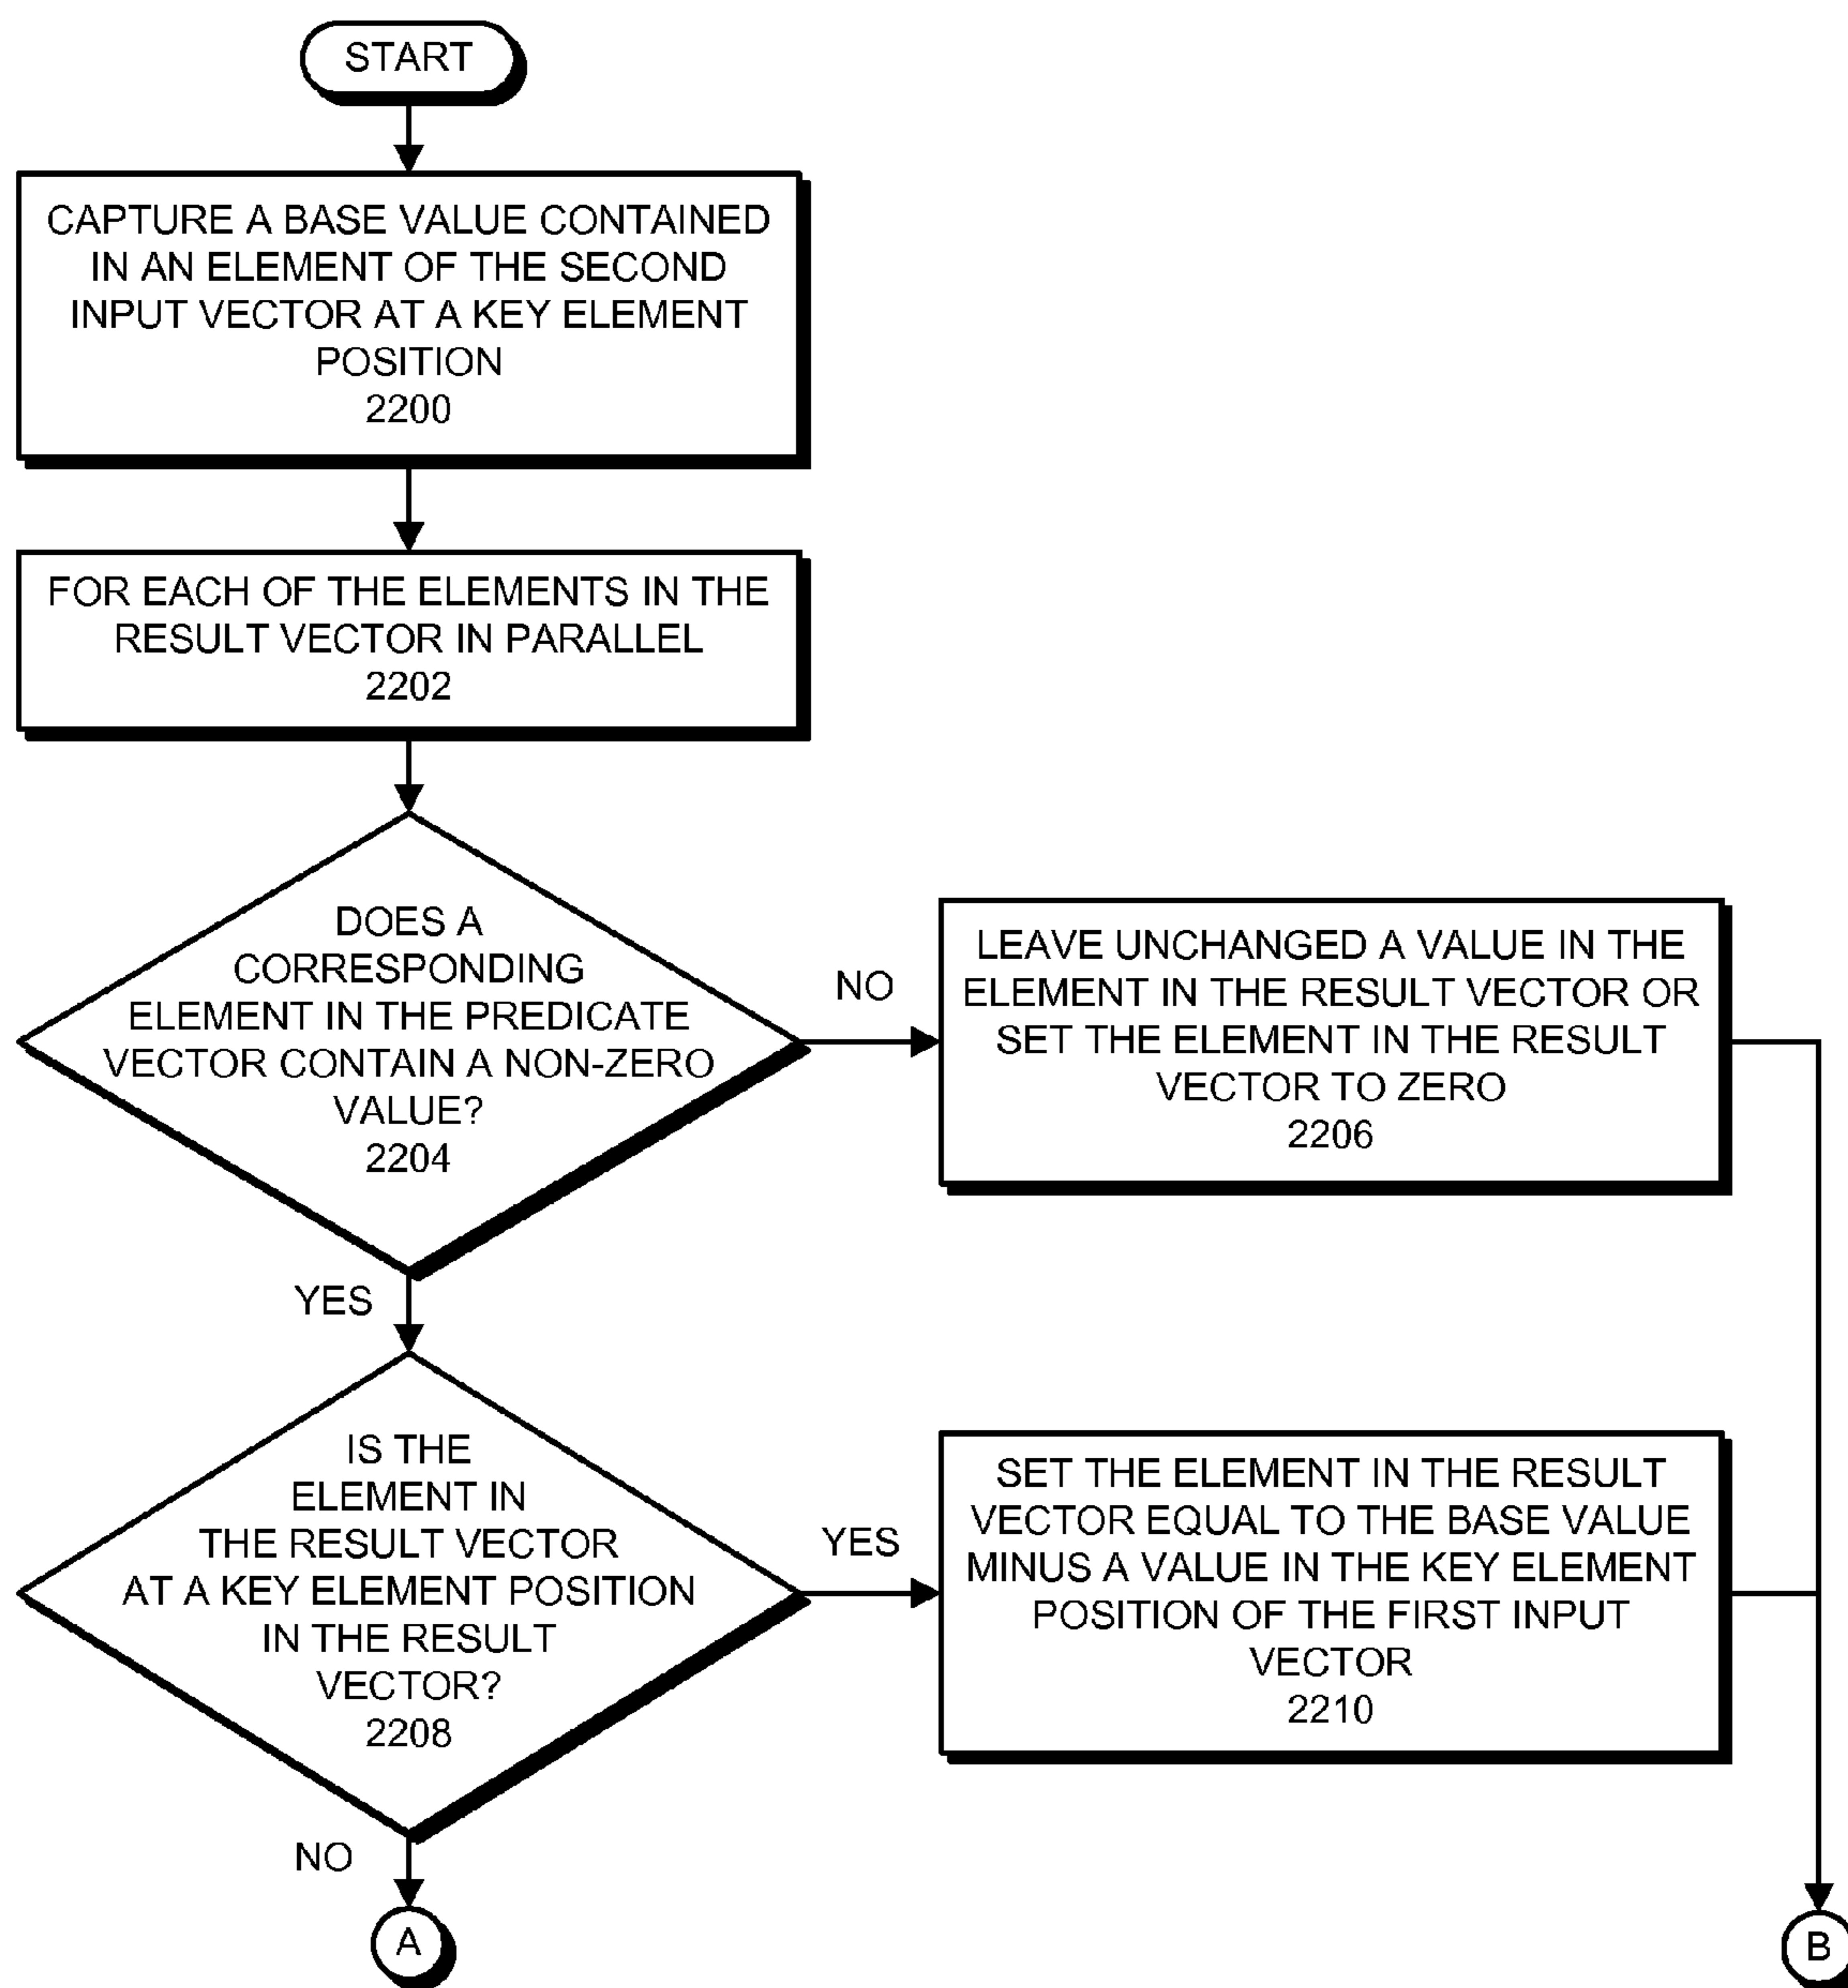 START
CAPTURE A BASE VALUE CONTAINED
IN AN ELEMENT OF THE SECOND
INPUT VECTOR AT A KEY ELEMENT
POSITION
2200
FOR EACH OF THE ELEMENTS IN THE
RESULT VECTOR IN PARALLEL
2202
DOES A
CORRESPONDING
ELEMENT IN THE PREDICATE
VECTOR CONTAIN A NON-ZERO
VALUE?
2204
NO
LEAVE UNCHANGED A VALUE IN THE
ELEMENT IN THE RESULT VECTOR OR
SET THE ELEMENT IN THE RESULT
VECTOR TO ZERO
2206
YES
IS THE
ELEMENT IN
THE RESULT VECTOR
AT A KEY ELEMENT POSITION
IN THE RESULT
VECTOR?
2208
YES
SET THE ELEMENT IN THE RESULT
VECTOR EQUAL TO THE BASE VALUE
MINUS A VALUE IN THE KEY ELEMENT
POSITION OF THE FIRST INPUT
VECTOR
2210
NO
A
B